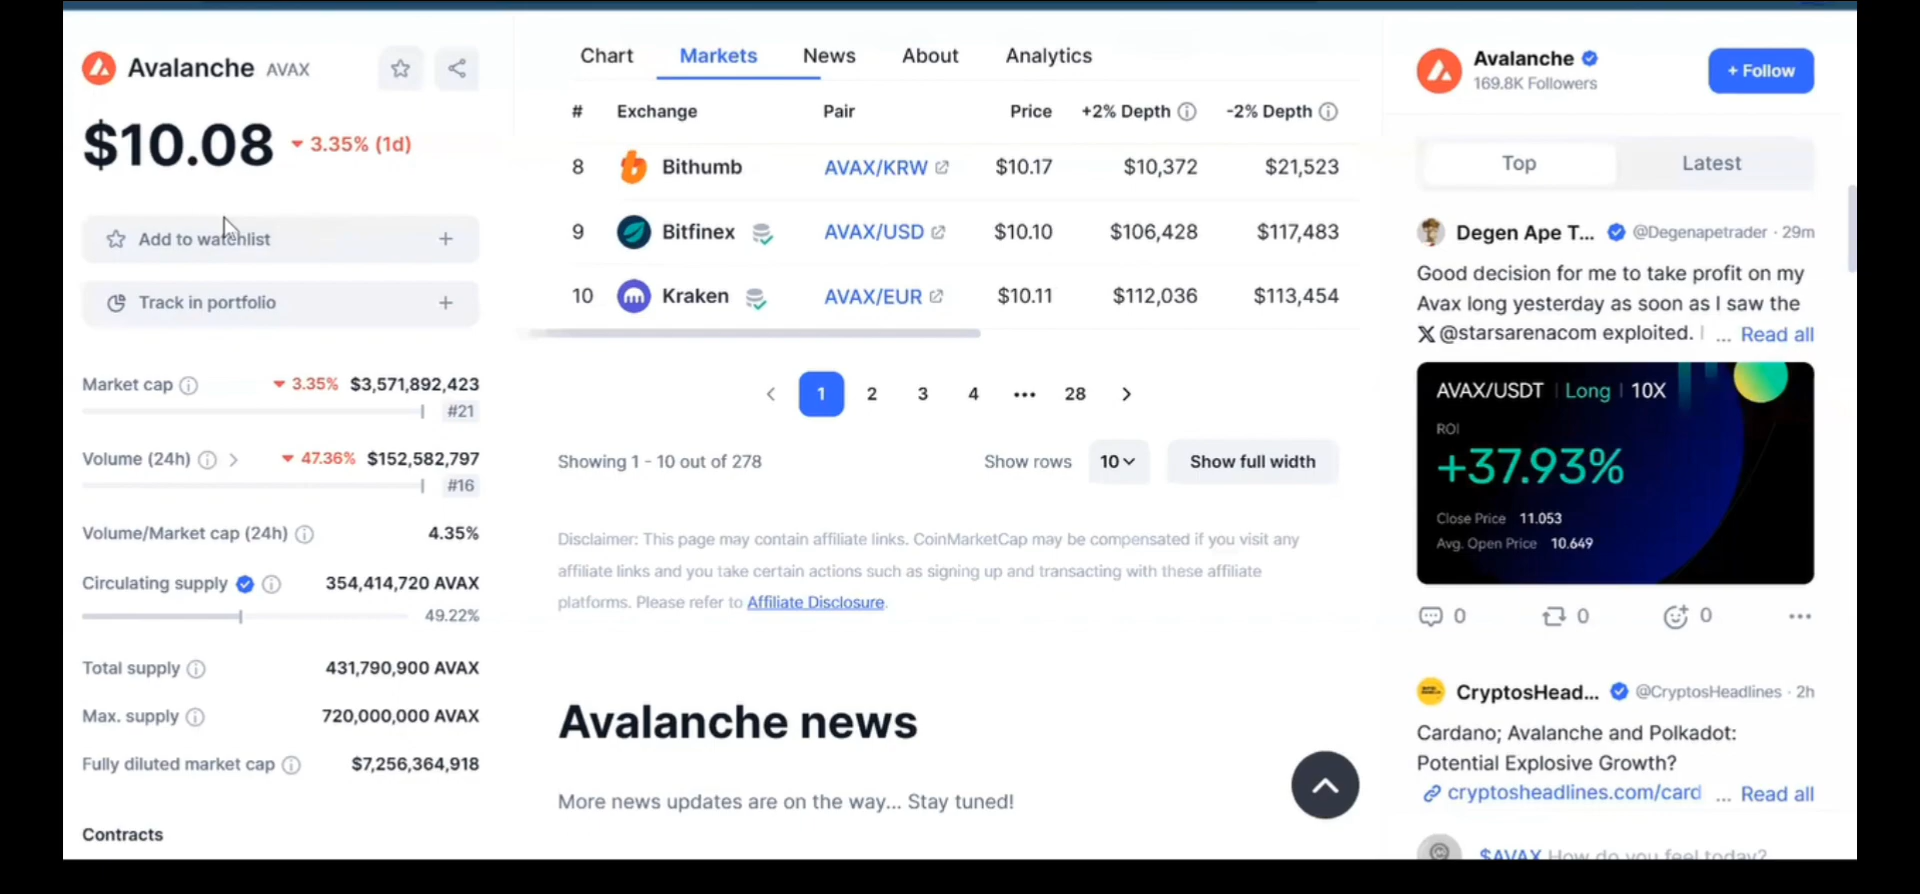 Avalanche AVAX
$10.08 3.35% (1d)
Add to watchlist +
Track in portfolio +
Market cap 3.35% $3,571,892,423
#21
Volume (24h) 47.36% $152,582,797
#16
Volume/Market cap (24h) 4.35%
Circulating supply 354,414,720 AVAX
49.22%
Total supply 431,790,900 AVAX
Max. supply 720,000,000 AVAX
Fully diluted market cap $7,256,364,918
Contracts
Chart Markets News About Analytics
# Exchange Pair Price +2% Depth -2% Depth
8 Bithumb AVAX/KRW $10.17 $10,372 $21,523
9 Bitfinex AVAX/USD $10.10 $106,428 $117,483
10 Kraken AVAX/EUR $10.11 $112,036 $113,454
1 2 3 4 ... 28
Showing 1 - 10 out of 278 Show rows 10 Show full width
Disclaimer: This page may contain affiliate links. CoinMarketCap may be compensated if you visit any
affiliate links and you take certain actions such as signing up and transacting with these affiliate
platforms. Please refer to Affiliate Disclosure.
Avalanche news
More news updates are on the way... Stay tuned!
Avalanche
169.8K Followers
+ Follow
Top Latest
Degen Ape T... @Degenapetrader · 29m
Good decision for me to take profit on my
Avax long yesterday as soon as I saw the
X @starsarenacom exploited. I ... Read all
AVAX/USDT | Long | 10X
ROI
+37.93%
Close Price 11.053
Avg. Open Price 10.649
0 0 0
CryptosHead... @CryptosHeadlines · 2h
Cardano; Avalanche and Polkadot:
Potential Explosive Growth?
cryptosheadlines.com/card ... Read all
$AVAX How do you feel today?